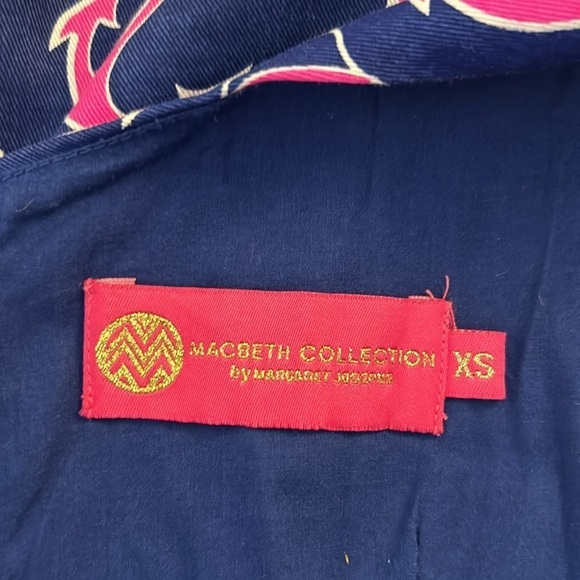 MACBETH COLLECTION
by MARGARET JOSEPHS
XS